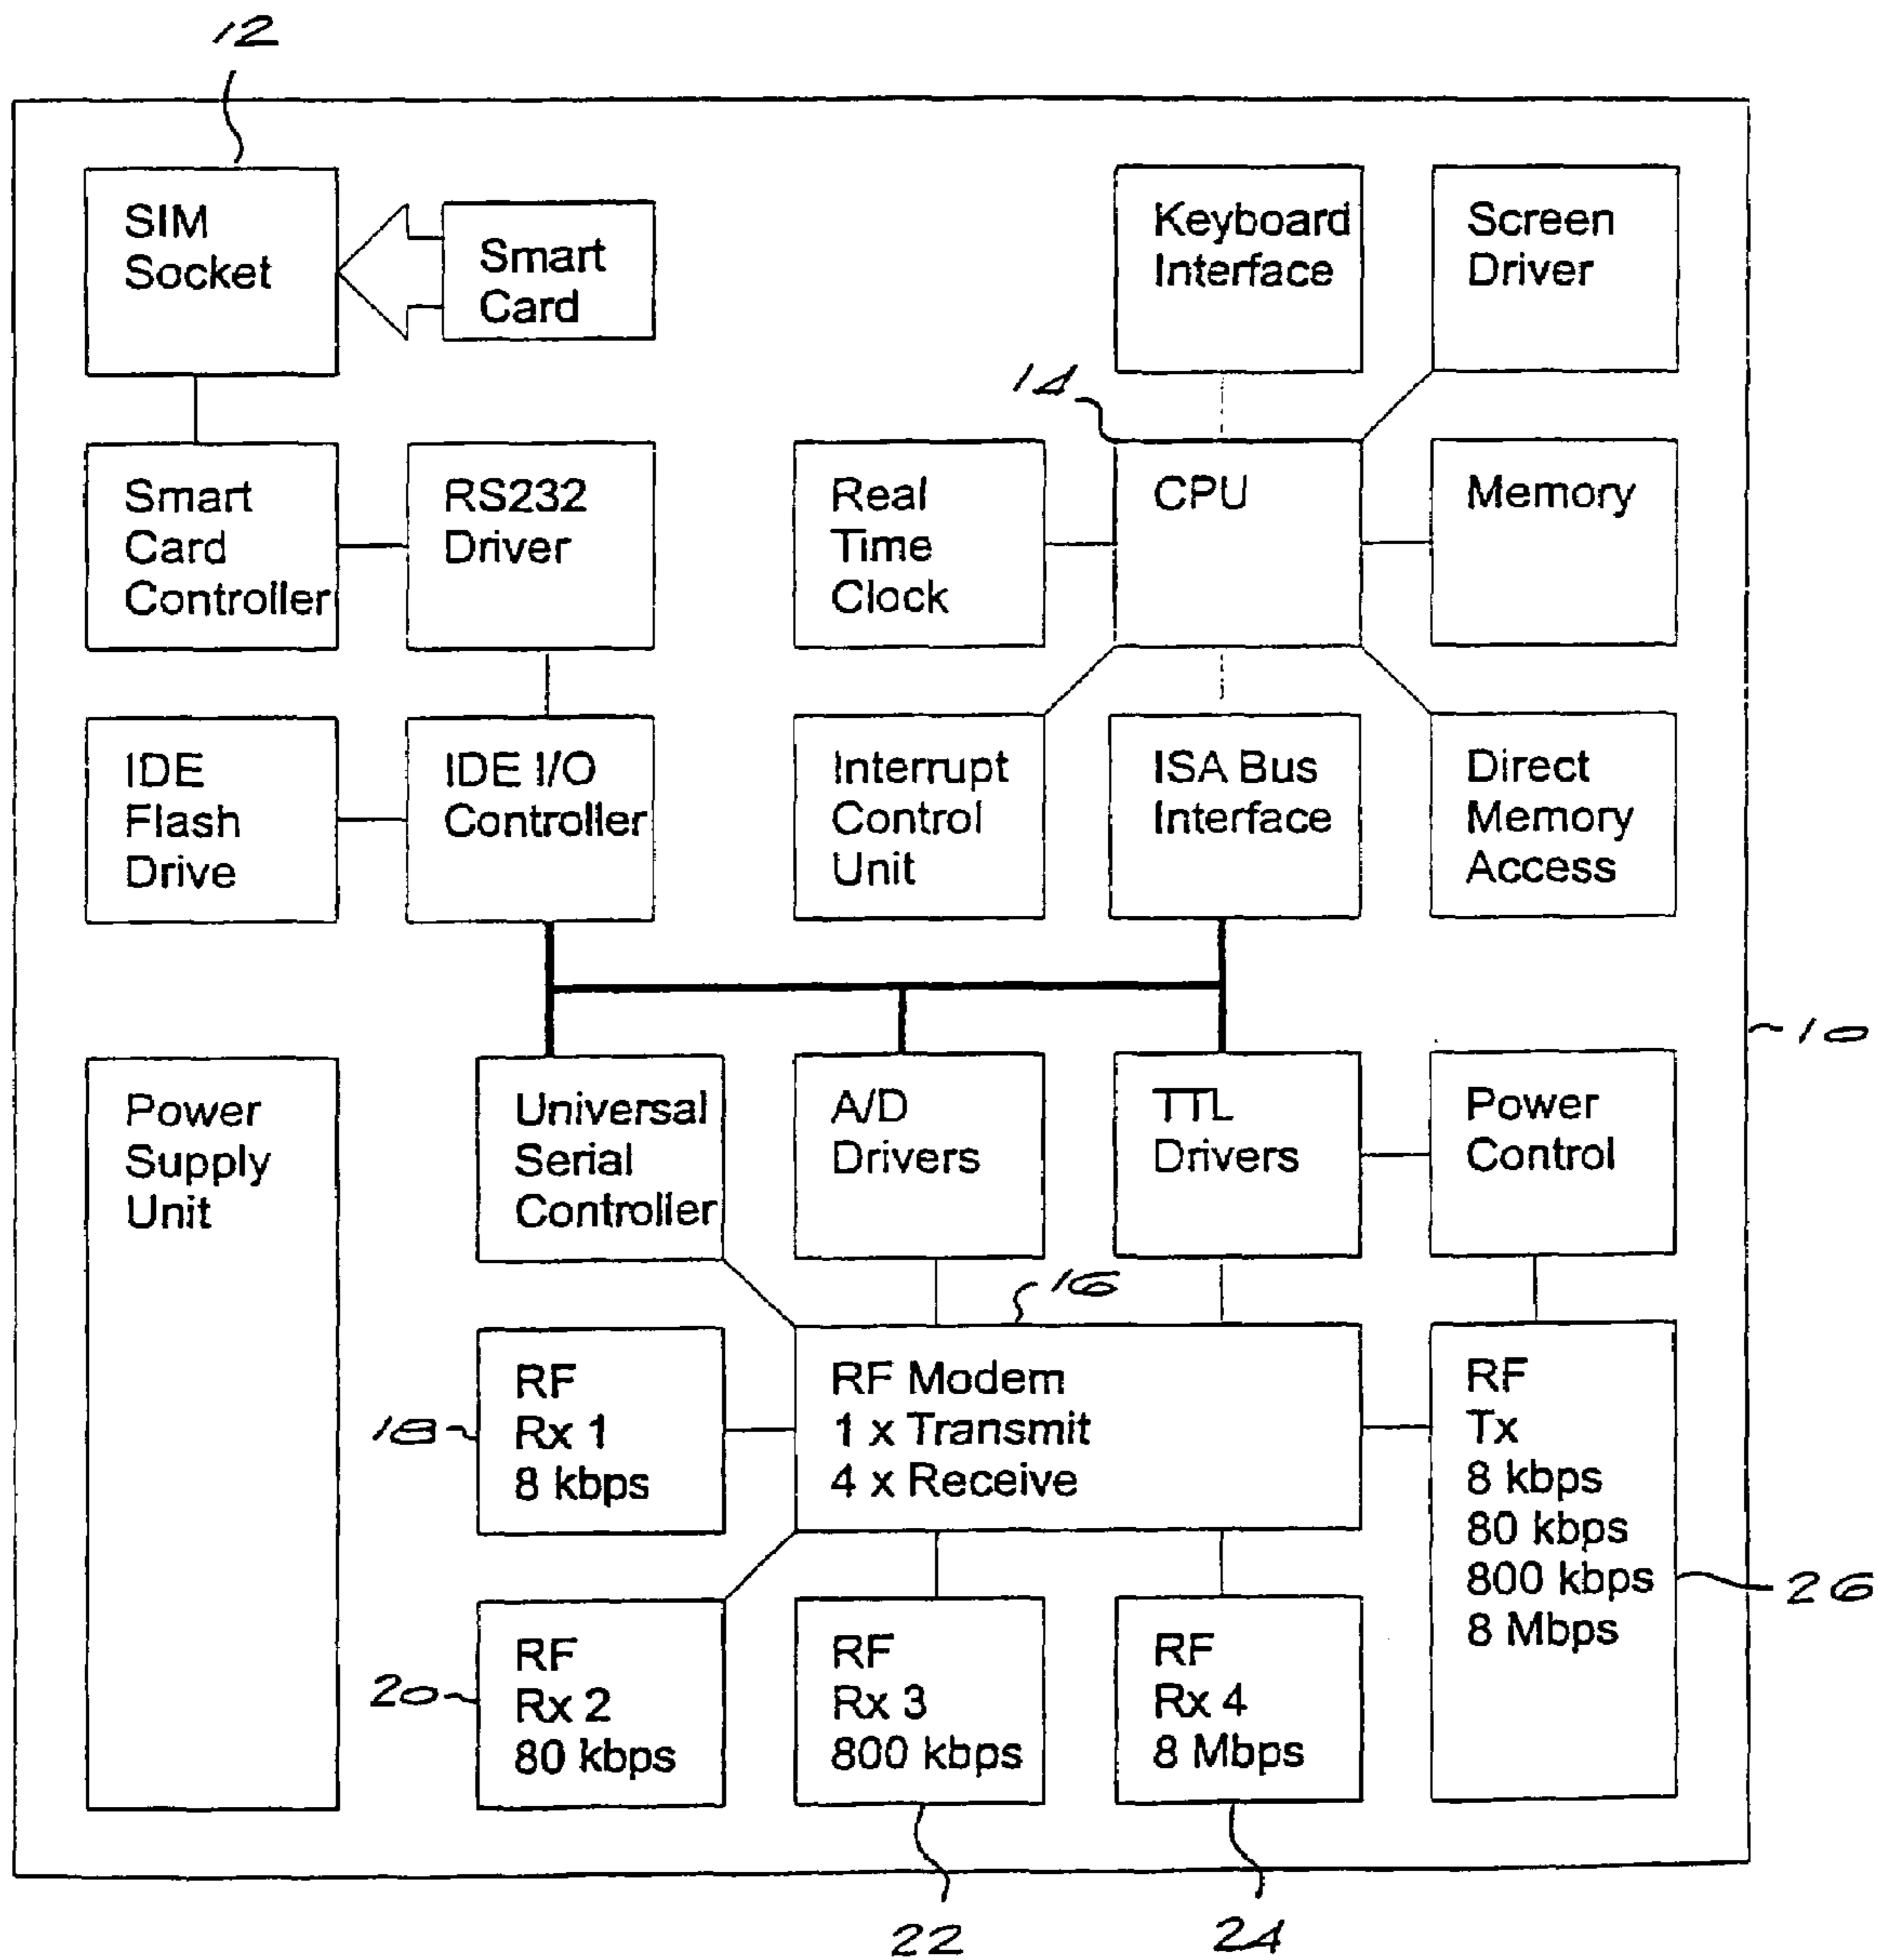 12
SIM
Socket
Smart
Card
Keyboard
Interface
Screen
Driver
14
Smart
Card
Controller
RS232
Driver
Real
Time
Clock
CPU
Memory
IDE
Flash
Drive
IDE I/O
Controller
Interrupt
Control
Unit
ISA Bus
Interface
Direct
Memory
Access
10
Power
Supply
Unit
Universal
Serial
Controller
A/D
Drivers
TTL
Drivers
Power
Control
16
18
RF
Rx 1
8 kbps
RF Modem
1 x Transmit
4 x Receive
RF
Tx
8 kbps
80 kbps
800 kbps
8 Mbps
26
20
RF
Rx 2
80 kbps
RF
Rx 3
800 kbps
RF
Rx 4
8 Mbps
22
24